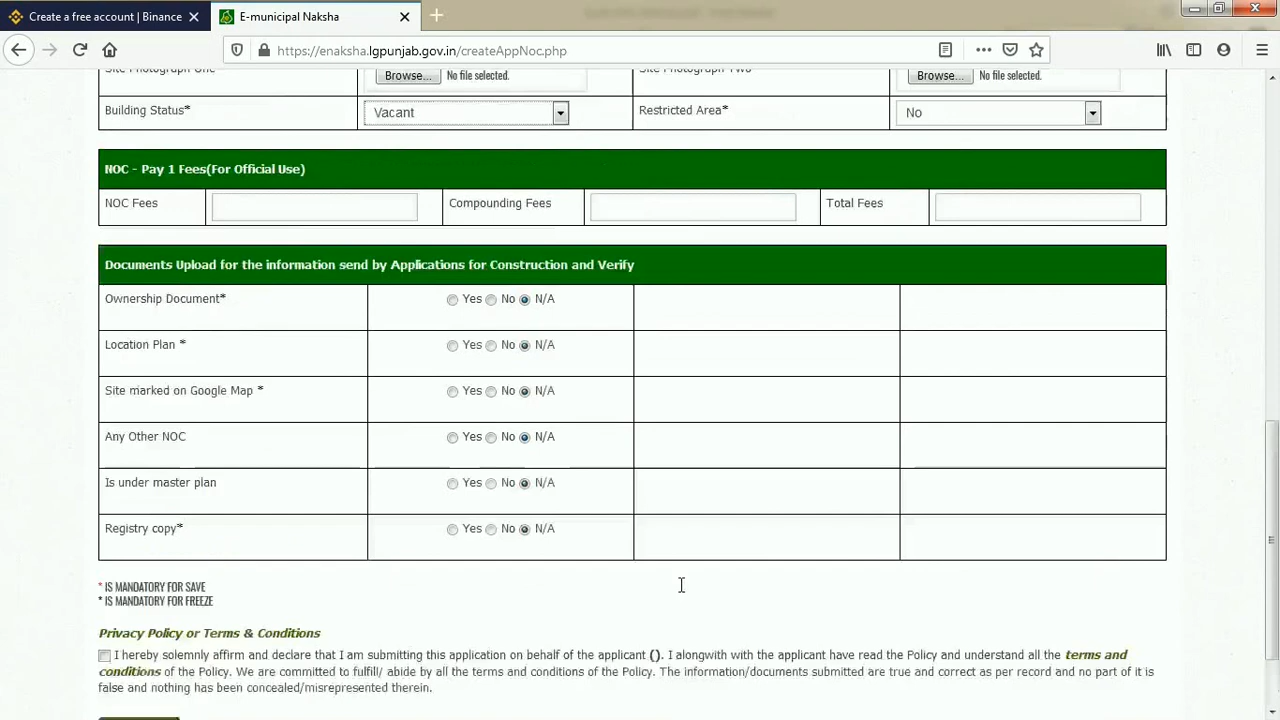 Create a free account | Binance
E-municipal Naksha
https://enaksha.lgpunjab.gov.in/createAppNoc.php
Site Photograph One Browse... No file selected. Site Photograph Two Browse... No file selected.
Building Status* Vacant Restricted Area* No
NOC - Pay 1 Fees(For Official Use)
NOC Fees Compounding Fees Total Fees
Documents Upload for the information send by Applications for Construction and Verify
Ownership Document* Yes No N/A
Location Plan * Yes No N/A
Site marked on Google Map * Yes No N/A
Any Other NOC Yes No N/A
Is under master plan Yes No N/A
Registry copy* Yes No N/A
* IS MANDATORY FOR SAVE
* IS MANDATORY FOR FREEZE
Privacy Policy or Terms & Conditions
I hereby solemnly affirm and declare that I am submitting this application on behalf of the applicant (). I alongwith with the applicant have read the Policy and understand all the terms and
conditions of the Policy. We are committed to fulfill/ abide by all the terms and conditions of the Policy. The information/documents submitted are true and correct as per record and no part of it is
false and nothing has been concealed/misrepresented therein.